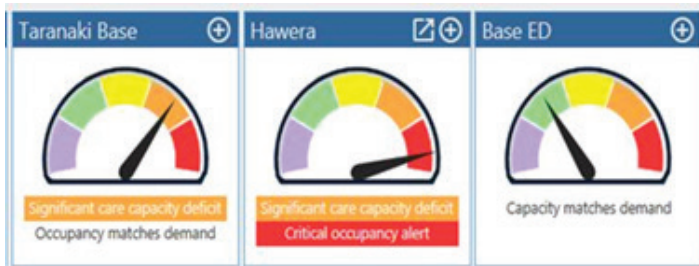 Taranaki Base
Significant care capacity deficit
Occupancy matches demand
Hawera
Significant care capacity deficit
Critical occupancy alert
Base ED
Capacity matches demand